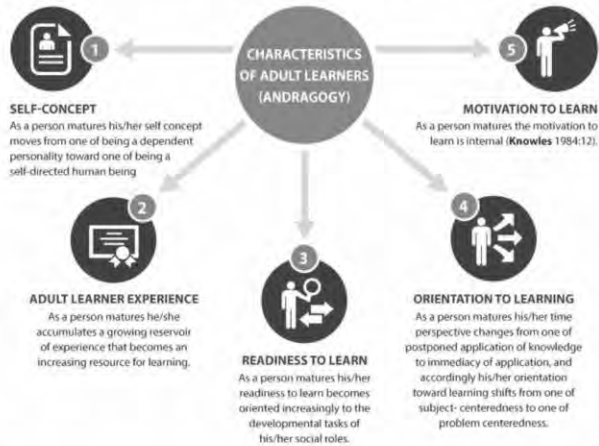 CHARACTERISTICS
OF ADULT LEARNERS
(ANDRAGOGY)
1
SELF-CONCEPT
As a person matures his/her self concept
moves from one of being a dependent
personality toward one of being a
self-directed human being
2
ADULT LEARNER EXPERIENCE
As a person matures he/she
accumulates a growing reservoir
of experience that becomes an
increasing resource for learning.
3
READINESS TO LEARN
As a person matures his/her
readiness to learn becomes
oriented increasingly to the
developmental tasks of
his/her social roles.
4
ORIENTATION TO LEARNING
As a person matures his/her time
perspective changes from one of
postponed application of knowledge
to immediacy of application, and
accordingly his/her orientation
toward learning shifts from one of
subject- centeredness to one of
problem centeredness.
5
MOTIVATION TO LEARN
As a person matures the motivation to
learn is internal (Knowles 1984:12).